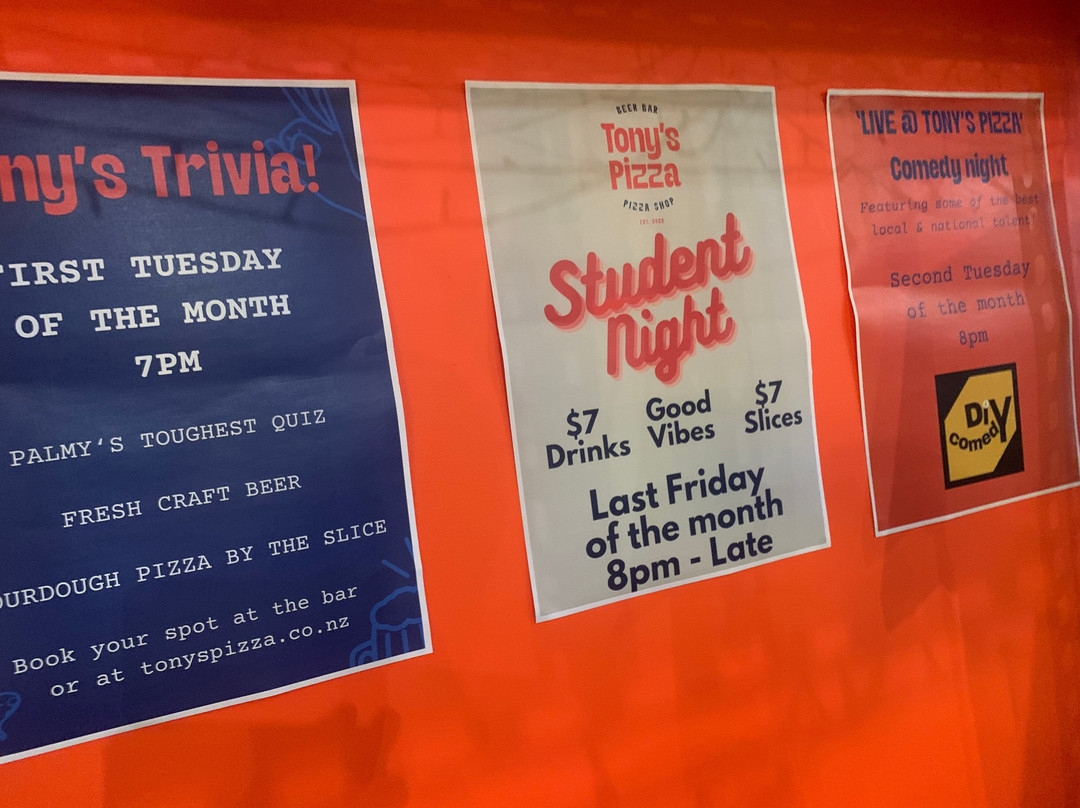 ny's Trivia!
FIRST TUESDAY
OF THE MONTH
7PM
PALMY'S TOUGHEST QUIZ
FRESH CRAFT BEER
OURDOUGH PIZZA BY THE SLICE
Book your spot at the bar
or at tonyspizza.co.nz
BEER BAR
Tony's
Pizza
PIZZA SHOP
Student
Night
$7
Drinks
Good
Vibes
$7
Slices
Last Friday
of the month
8pm - Late
'LIVE @ TONY'S PIZZA'
Comedy night
Featuring some of the best
local & national talent!
Second Tuesday
of the month
8pm
DiY
comedy